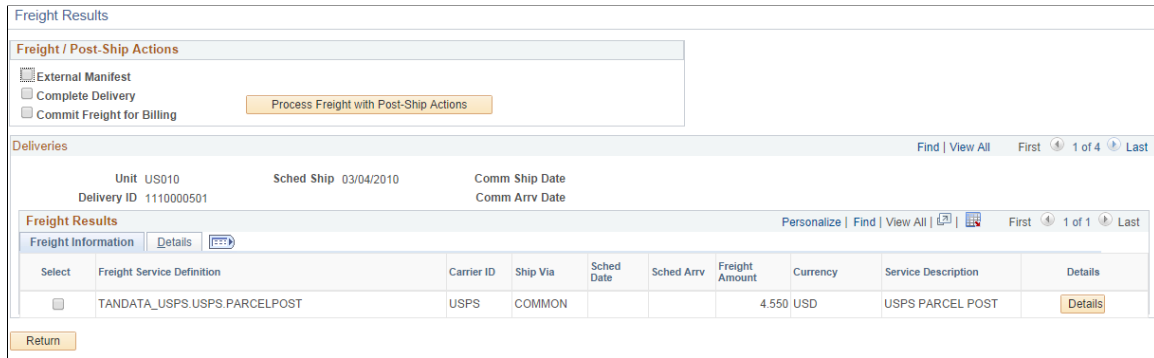 Freight Results
Freight / Post-Ship Actions
External Manifest
Complete Delivery
Commit Freight for Billing
Process Freight with Post-Ship Actions
Deliveries Find | View All First 1 of 4 Last
Unit US010 Sched Ship 03/04/2010 Comm Ship Date
Delivery ID 1110000501 Comm Arrv Date
Freight Results Personalize | Find | View All | | First 1 of 1 Last
Freight Information Details
Select Freight Service Definition Carrier ID Ship Via Sched Date Sched Arrv Freight Amount Currency Service Description Details
TANDATA_USPS.USPS.PARCELPOST USPS COMMON 4.550 USD USPS PARCEL POST Details
Return